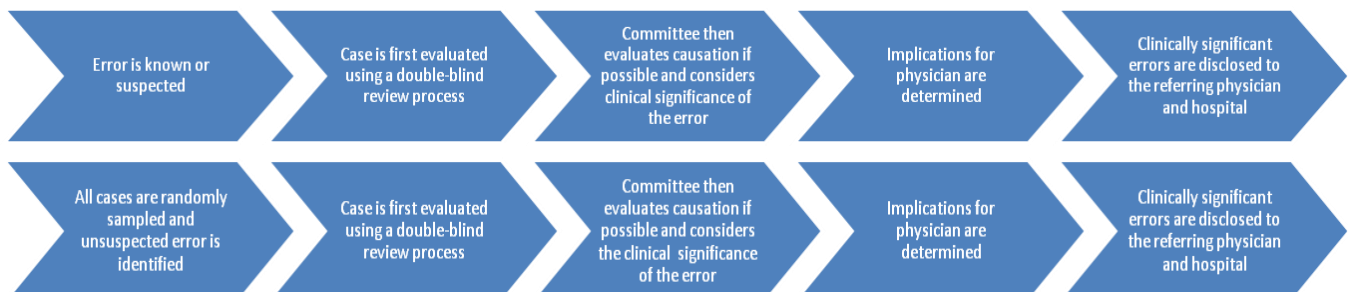 Error is known or
suspected
Case is first evaluated
using a double-blind
review process
Committee then
evaluates causation if
possible and considers
clinical significance of
the error
Implications for
physician are
determined
Clinically significant
errors are disclosed to
the referring physician
and hospital
All cases are randomly
sampled and
unsuspected error is
identified
Case is first evaluated
using a double-blind
review process
Committee then
evaluates causation if
possible and considers
the clinical significance
of the error
Implications for
physician are
determined
Clinically significant
errors are disclosed to
the referring physician
and hospital